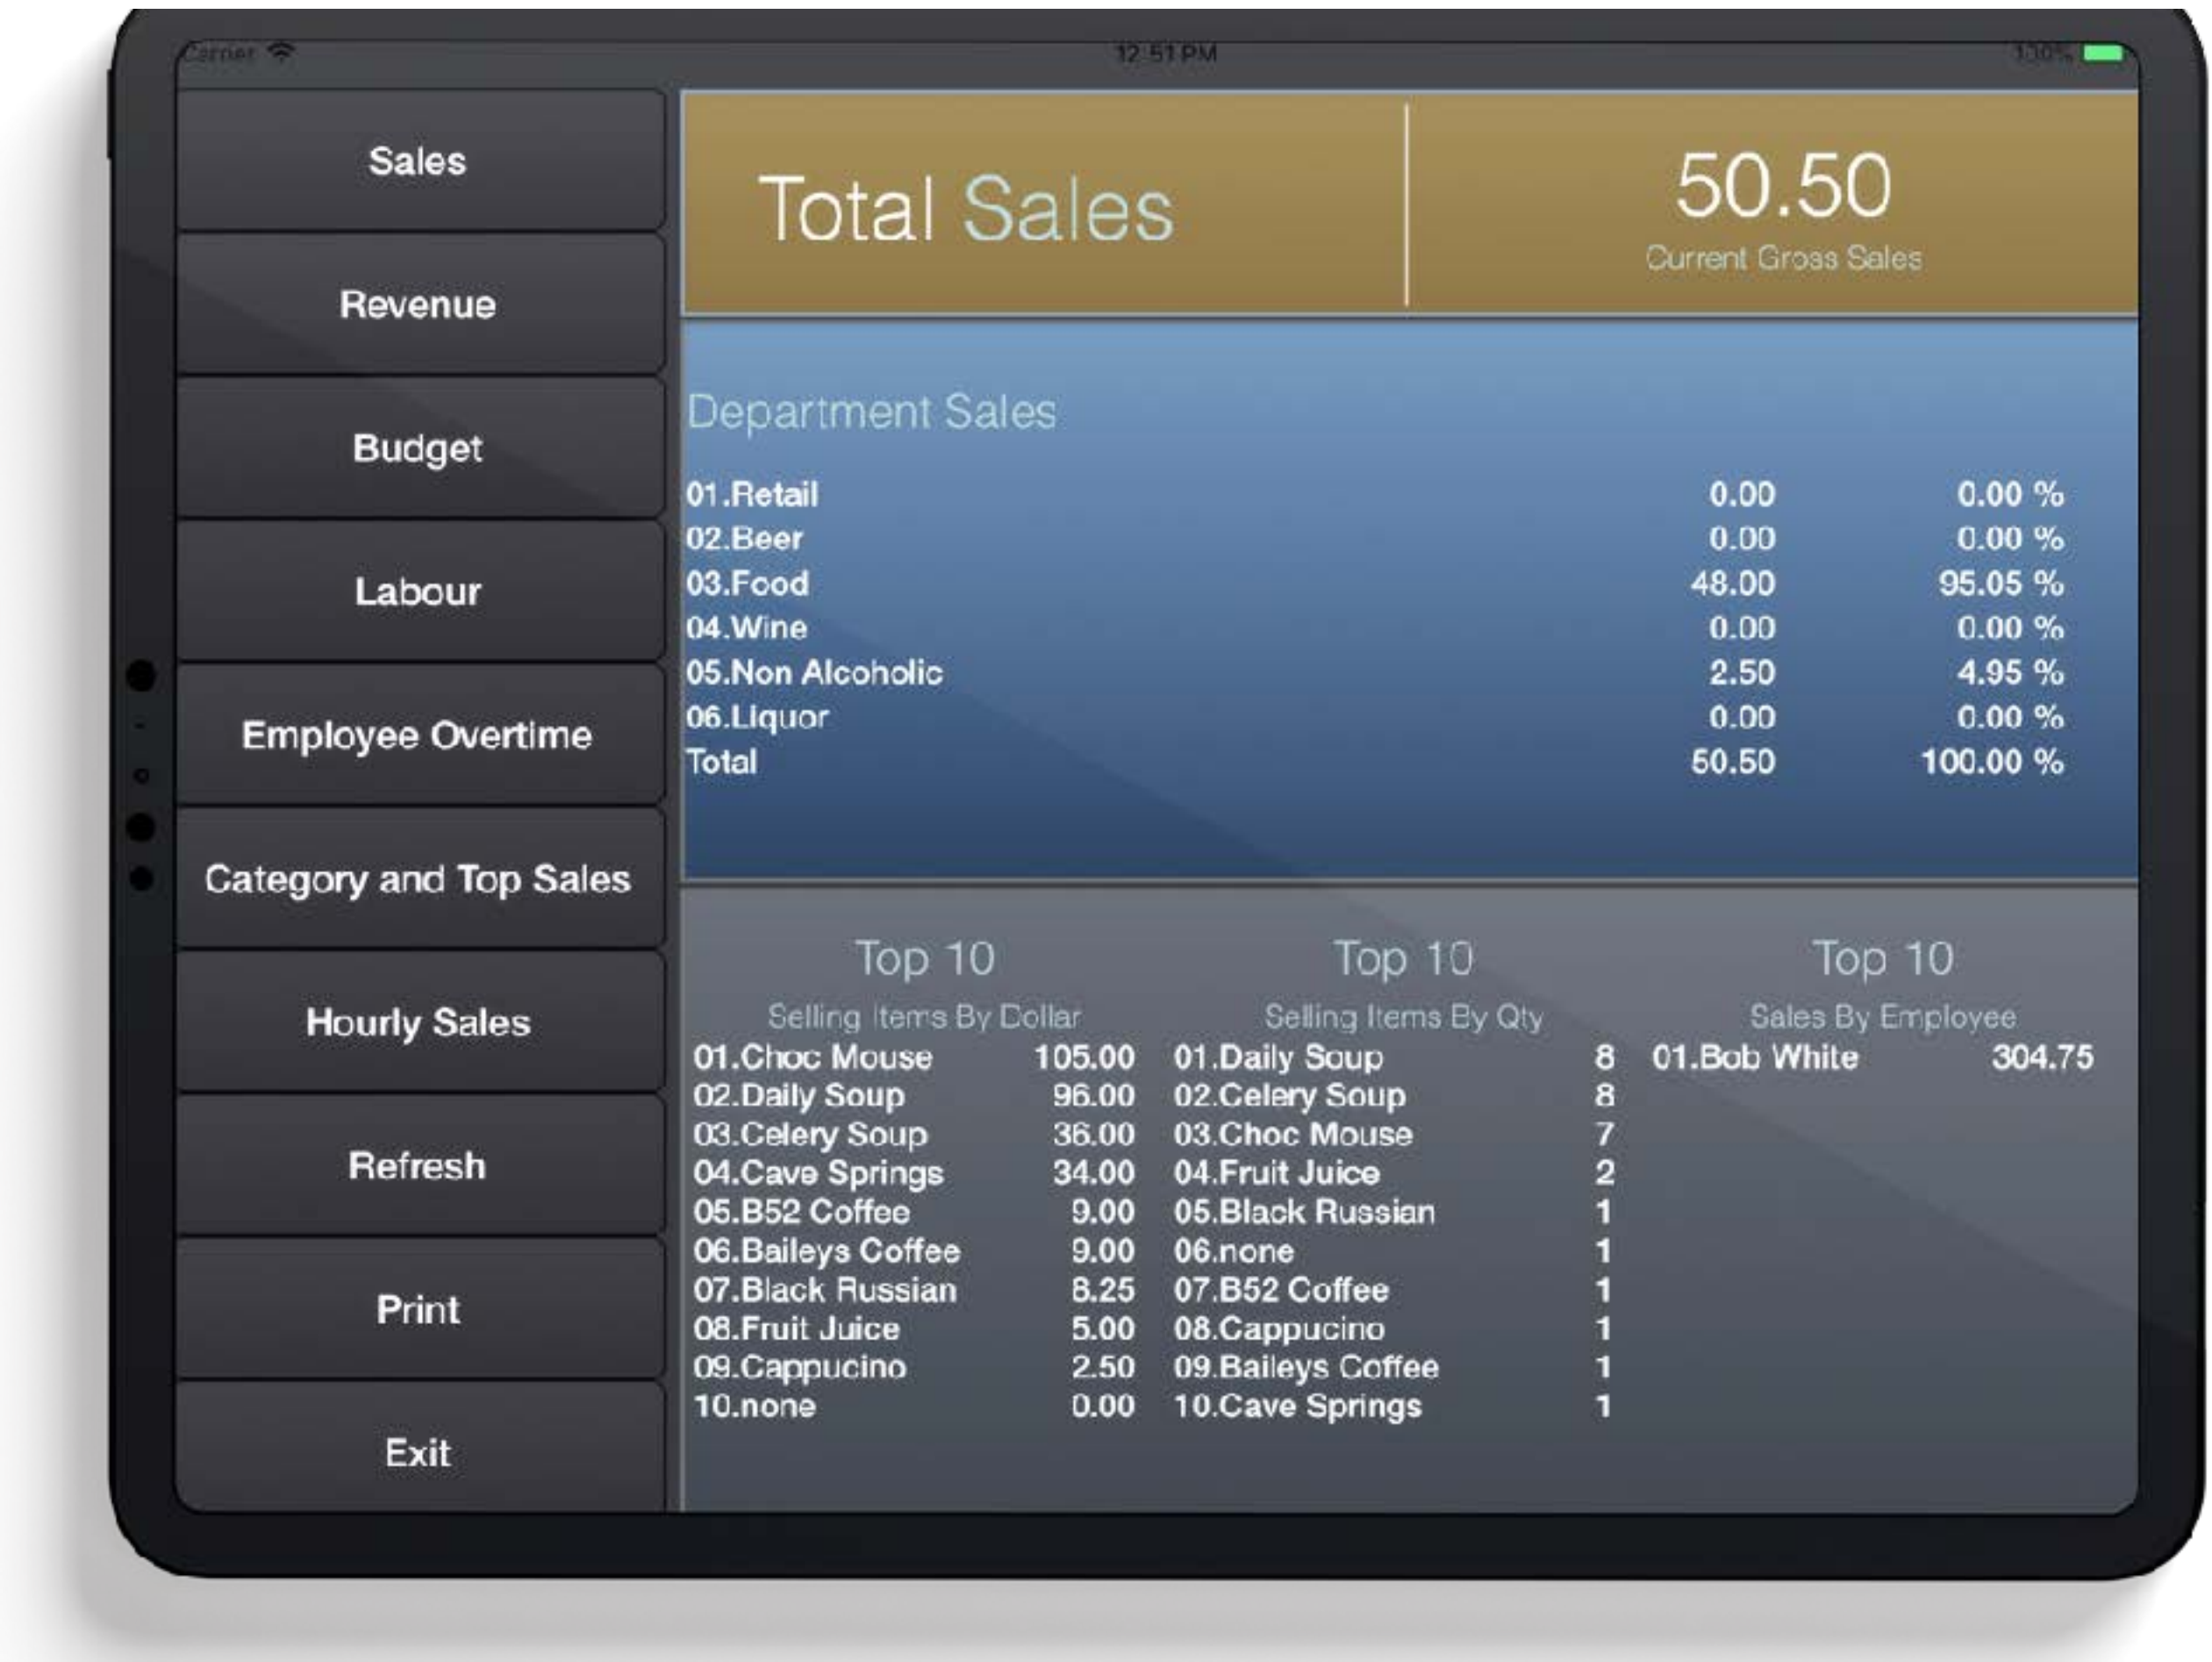 Carrier
12:51 PM
100%
Sales
Revenue
Budget
Labour
Employee Overtime
Category and Top Sales
Hourly Sales
Refresh
Print
Exit
Total Sales
50.50
Current Gross Sales
Department Sales
01.Retail 0.00 0.00 %
02.Beer 0.00 0.00 %
03.Food 48.00 95.05 %
04.Wine 0.00 0.00 %
05.Non Alcoholic 2.50 4.95 %
06.Liquor 0.00 0.00 %
Total 50.50 100.00 %
Top 10
Selling Items By Dollar
01.Choc Mouse 105.00
02.Daily Soup 96.00
03.Celery Soup 36.00
04.Cave Springs 34.00
05.B52 Coffee 9.00
06.Baileys Coffee 9.00
07.Black Russian 8.25
08.Fruit Juice 5.00
09.Cappucino 2.50
10.none 0.00
Top 10
Selling Items By Qty
01.Daily Soup 8
02.Celery Soup 8
03.Choc Mouse 7
04.Fruit Juice 2
05.Black Russian 1
06.none 1
07.B52 Coffee 1
08.Cappucino 1
09.Baileys Coffee 1
10.Cave Springs 1
Top 10
Sales By Employee
01.Bob White 304.75